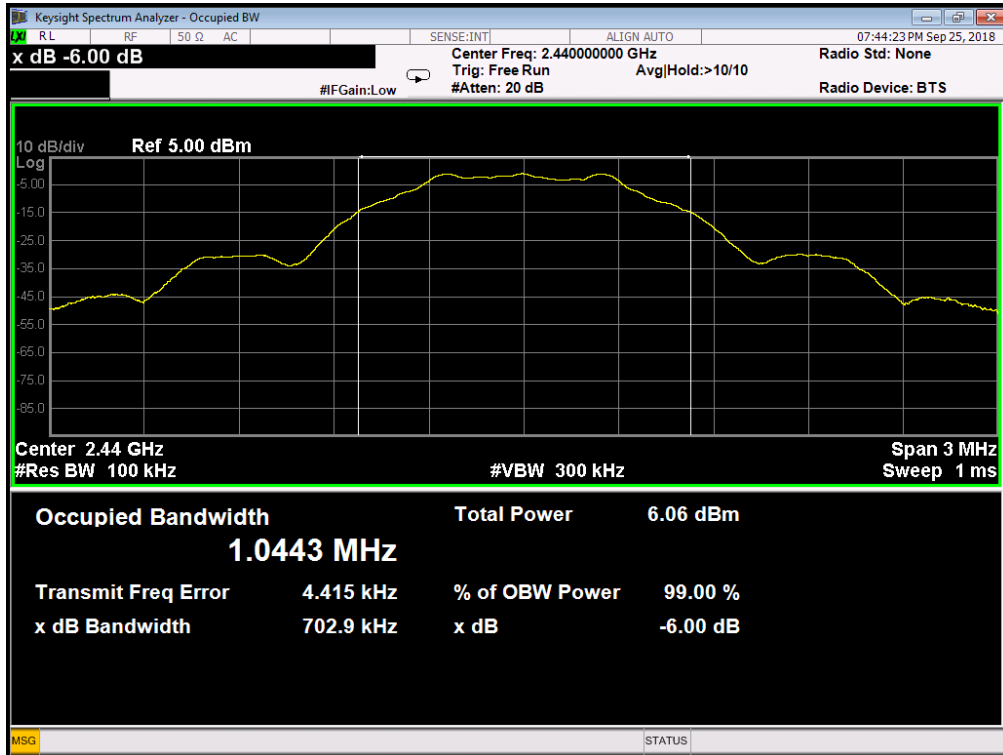 Keysight Spectrum Analyzer - Occupied BW
LXI RL RF 50 Ω AC SENSE:INT ALIGN AUTO 07:44:23 PM Sep 25, 2018
x dB -6.00 dB Center Freq: 2.440000000 GHz Radio Std: None
Trig: Free Run Avg|Hold:>10/10
#IFGain:Low #Atten: 20 dB Radio Device: BTS
10 dB/div Ref 5.00 dBm
Log
-5.00
-15.0
-25.0
-35.0
-45.0
-55.0
-65.0
-75.0
-85.0
Center 2.44 GHz Span 3 MHz
#Res BW 100 kHz #VBW 300 kHz Sweep 1 ms
Occupied Bandwidth Total Power 6.06 dBm
1.0443 MHz
Transmit Freq Error 4.415 kHz % of OBW Power 99.00 %
x dB Bandwidth 702.9 kHz x dB -6.00 dB
MSG STATUS